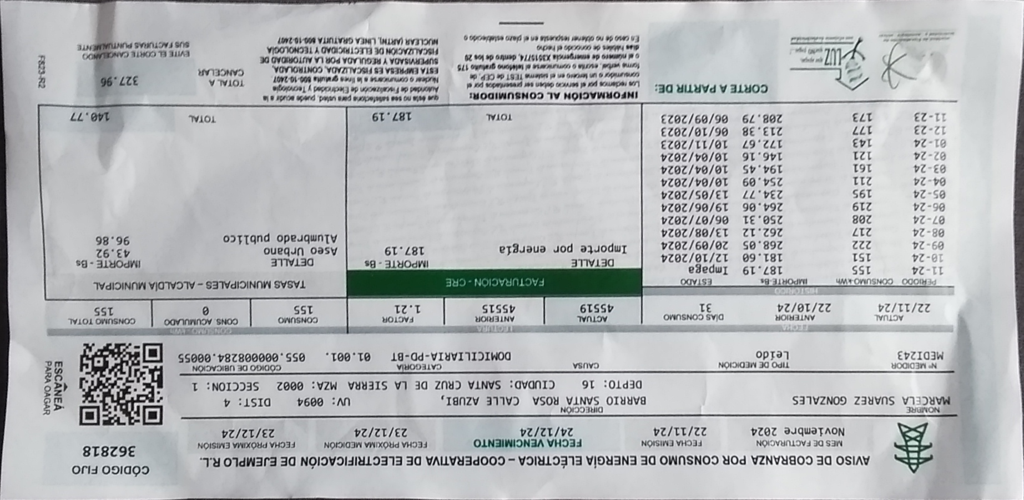 AVISO DE COBRANZA POR CONSUMO DE ENERGÍA ELÉCTRICA – COOPERATIVA DE ELECTRIFICACIÓN DE EJEMPLO R.L.
CÓDIGO FIJO
362818
MES DE FACTURACIÓN
Noviembre 2024
FECHA EMISIÓN
22/11/24
FECHA VENCIMIENTO
24/12/24
FECHA PRÓXIMA MEDICIÓN
23/12/24
FECHA PRÓXIMA EMISIÓN
23/12/24
NOMBRE
MARCELA SUAREZ GONZALES
DIRECCIÓN
BARRIO SANTA ROSA CALLE AZUBI, UV: 0094 DIST: 4
DEPTO: 16 CIUDAD: SANTA CRUZ DE LA SIERRA MZA: 0002 SECCION: 1
ESCANEÁ
PARA PAGAR
Nº MEDIDOR
MEDI243
TIPO DE MEDICIÓN
Leído
CAUSA
CATEGORÍA
DOMICILIARIA-PD-BT
CÓDIGO DE UBICACIÓN
01.001. 055.000008284.00055
FECHA
LECTURA
CONSUMO - kWh
ACTUAL
22/11/24
ANTERIOR
22/10/24
DÍAS CONSUMO
31
ACTUAL
45519
ANTERIOR
45515
FACTOR
1.21
CONSUMO
155
CONS ACUMULADO
0
CONSUMO TOTAL
155
HISTÓRICO
PERIODO CONSUMO kWh IMPORTE-Bs ESTADO
11-24 155 187.19 Impaga
10-24 151 181.60 12/10/2024
09-24 222 268.05 20/09/2024
08-24 217 262.12 13/08/2024
07-24 208 250.31 06/07/2024
06-24 219 264.06 19/06/2024
05-24 195 234.77 13/05/2024
04-24 211 254.09 10/04/2024
03-24 161 194.45 10/04/2024
02-24 121 146.16 10/04/2024
01-24 143 172.67 10/11/2023
12-23 177 213.38 06/10/2023
11-23 173 208.79 06/09/2023
FACTURACIÓN - CRE
DETALLE IMPORTE - Bs
Importe por energía 187.19
TOTAL 187.19
TASAS MUNICIPALES – ALCALDÍA MUNICIPAL
DETALLE IMPORTE - Bs
Aseo Urbano 43.92
Alumbrado publico 96.86
TOTAL 140.77
CORTE A PARTIR DE:
LUZ
INFORMACIÓN AL CONSUMIDOR:
Los reclamos por el servicio deben ser presentados por el
consumidor o un tercero en el sistema TEST de CEP, de
forma verbal, escrita o comunicarse al teléfono gratuito 175
o al número de emergencia X3015774, dentro de los 20
días hábiles de conocido el hecho
En caso de no obtener respuesta en el plazo establecido o
que esta no sea satisfactoria para usted, puede acudir a la
Autoridad de Fiscalización de Electricidad y Tecnología
Nuclear o comunicarse a la línea gratuita 800-10-2407.
ESTA EMPRESA ES FISCALIZADA, CONTROLADA,
SUPERVISADA Y REGULADA POR LA AUTORIDAD DE
FISCALIZACIÓN DE ELECTRICIDAD Y TECNOLOGÍA
NUCLEAR (AETN), LÍNEA GRATUITA 800-10-2407
TOTAL A
CANCELAR
327.96
EVITE EL CORTE CANCELANDO
SUS FACTURAS PUNTUALMENTE
F603-R2